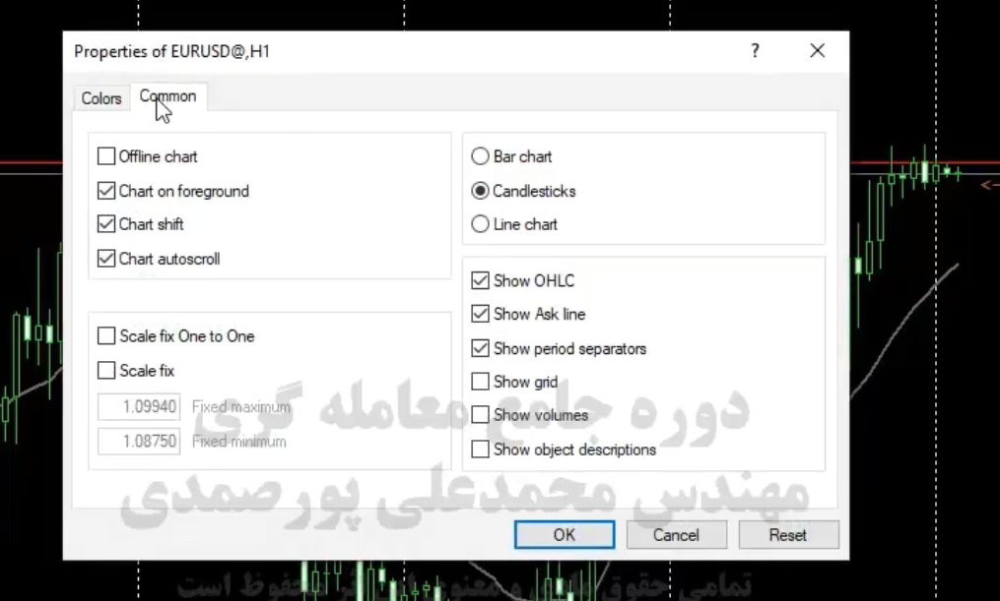 Properties of EURUSD@,H1
?
Colors
Common
Offline chart
Chart on foreground
Chart shift
Chart autoscroll
Scale fix One to One
Scale fix
1.09940 Fixed maximum
1.08750 Fixed minimum
Bar chart
Candlesticks
Line chart
Show OHLC
Show Ask line
Show period separators
Show grid
Show volumes
Show object descriptions
دوره جامع معامله گری
مهندس محمدعلی پورصمدی
OK
Cancel
Reset
تمامی حقوق مادی و معنوی این اثر محفوظ است